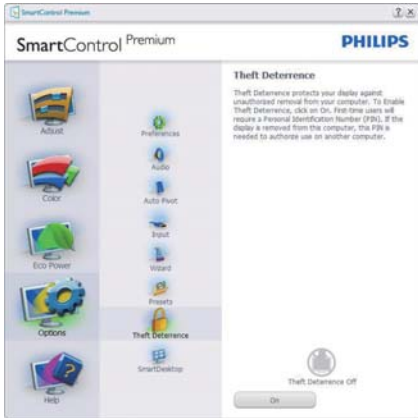 SmartControl Premium
SmartControl Premium
PHILIPS
Adjust
Color
Eco Power
Options
Help
Preferences
Audio
Auto Pivot
Input
Wizard
Presets
Theft Deterrence
SmartDesktop
Theft Deterrence
Theft Deterrence protects your display against
unauthorized removal from your computer. To Enable
Theft Deterrence, click on On. First-time users will
require a Personal Identification Number (PIN). If the
display is removed from this computer, this PIN is
needed to authorize use on another computer.
Theft Deterrence Off
On